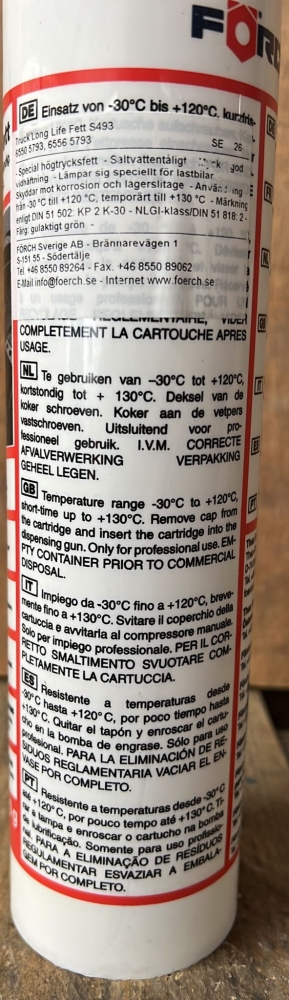 FÖRC
DE Einsatz von -30°C bis +120°C. kurzfris-
Truck Long Life Fett S493
6550 5793, 6556 5793 SE 26
-Special högtrycksfett - Saltvattentåligt
vidhäftning - Lämpar sig speciellt för lastbilar
Skyddar mot korrosion och lagerslitage -
från -30°C till +120 °C, temporärt till +130 °C - Märkning
enligt DIN 51 502: KP 2 K-30 - NLGI-klass/DIN 51 818: 2 -
Färg: gulaktigt grön -
FÖRCH Sverige AB - Brännarevägen 1
S-151 55 - Södertälje
Tel. +46 8550 89264 - Fax. +46 8550 89062
E-Mail info@foerch.se - Internet www.foerch.se
COMPLETEMENT LA CARTOUCHE APRES
USAGE.
NL Te gebruiken van –30°C tot +120°C,
kortstondig tot + 130°C. Deksel van de
koker schroeven. Koker aan de vetpers
vastschroeven. Uitsluitend voor pro-
fessioneel gebruik. I.V.M. CORRECTE
AFVALVERWERKING VERPAKKING
GEHEEL LEGEN.
GB Temperature range -30°C to +120°C,
short-time up to +130°C. Remove cap from
the cartridge and insert the cartridge into the
dispensing gun. Only for professional use. EM-
PTY CONTAINER PRIOR TO COMMERCIAL
DISPOSAL.
IT Impiego da -30°C fino a +120°C, breve-
mente fino a +130°C. Svitare il coperchio della
cartuccia e avvitarla al compressore manuale.
Solo per impiego professionale. PER IL COR-
RETTO SMALTIMENTO SVUOTARE COM-
PLETAMENTE LA CARTUCCIA.
ES Resistente a temperaturas desde
-30°C hasta +120°C, por poco tiempo hasta
+130°C. Quitar el tapón y enroscar el cartu-
cho en la bomba de engrase. Sólo para uso
profesional. PARA LA ELIMINACIÓN DE RE-
SIDUOS REGLAMENTARIA VACIAR EL EN-
VASE POR COMPLETO.
PT Resistente a temperaturas desde -30°C
até +120°C, por pouco tempo até +130°C. Ti-
rar a tampa e enroscar o cartucho na bomba
de lubrificação. Somente para uso professio-
nal. PARA A ELIMINAÇÃO DE RESÍDUOS
REGULAMENTAR ESVAZIAR A EMBALA-
GEM POR COMPLETO.